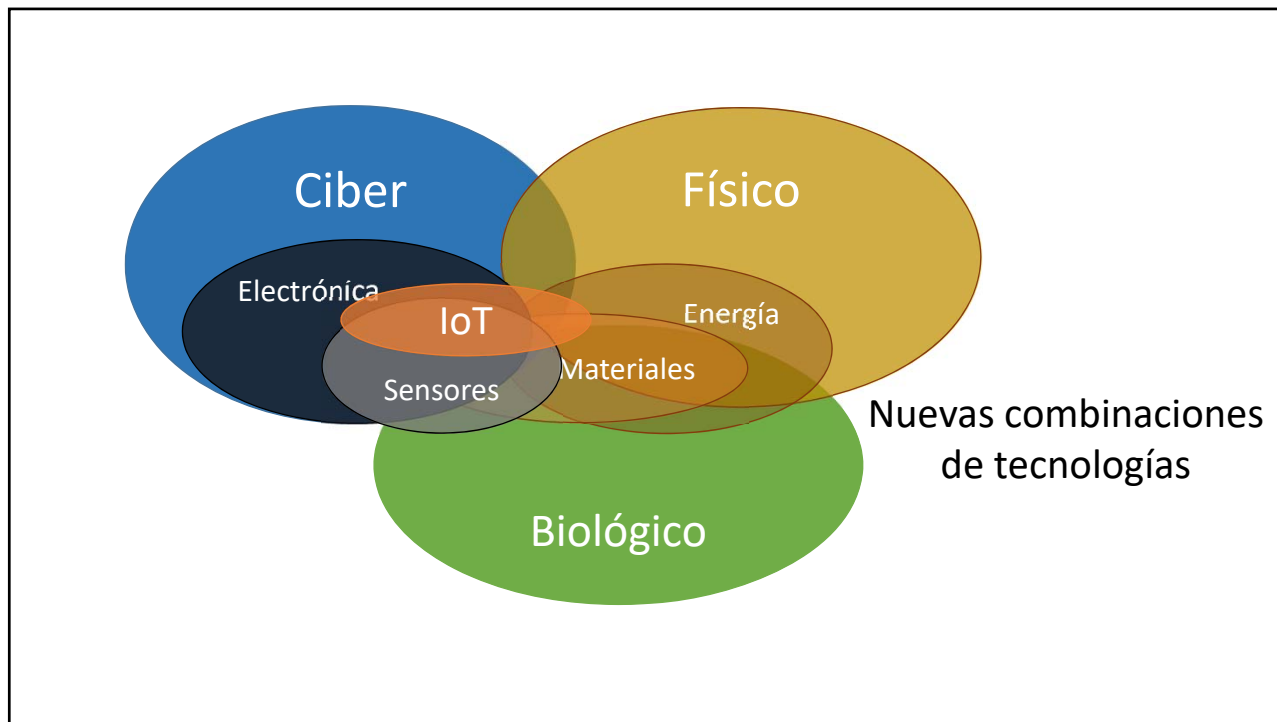 Ciber
Físico
Electrónica
IoT
Energía
Materiales
Sensores
Nuevas combinaciones
de tecnologías
Biológico